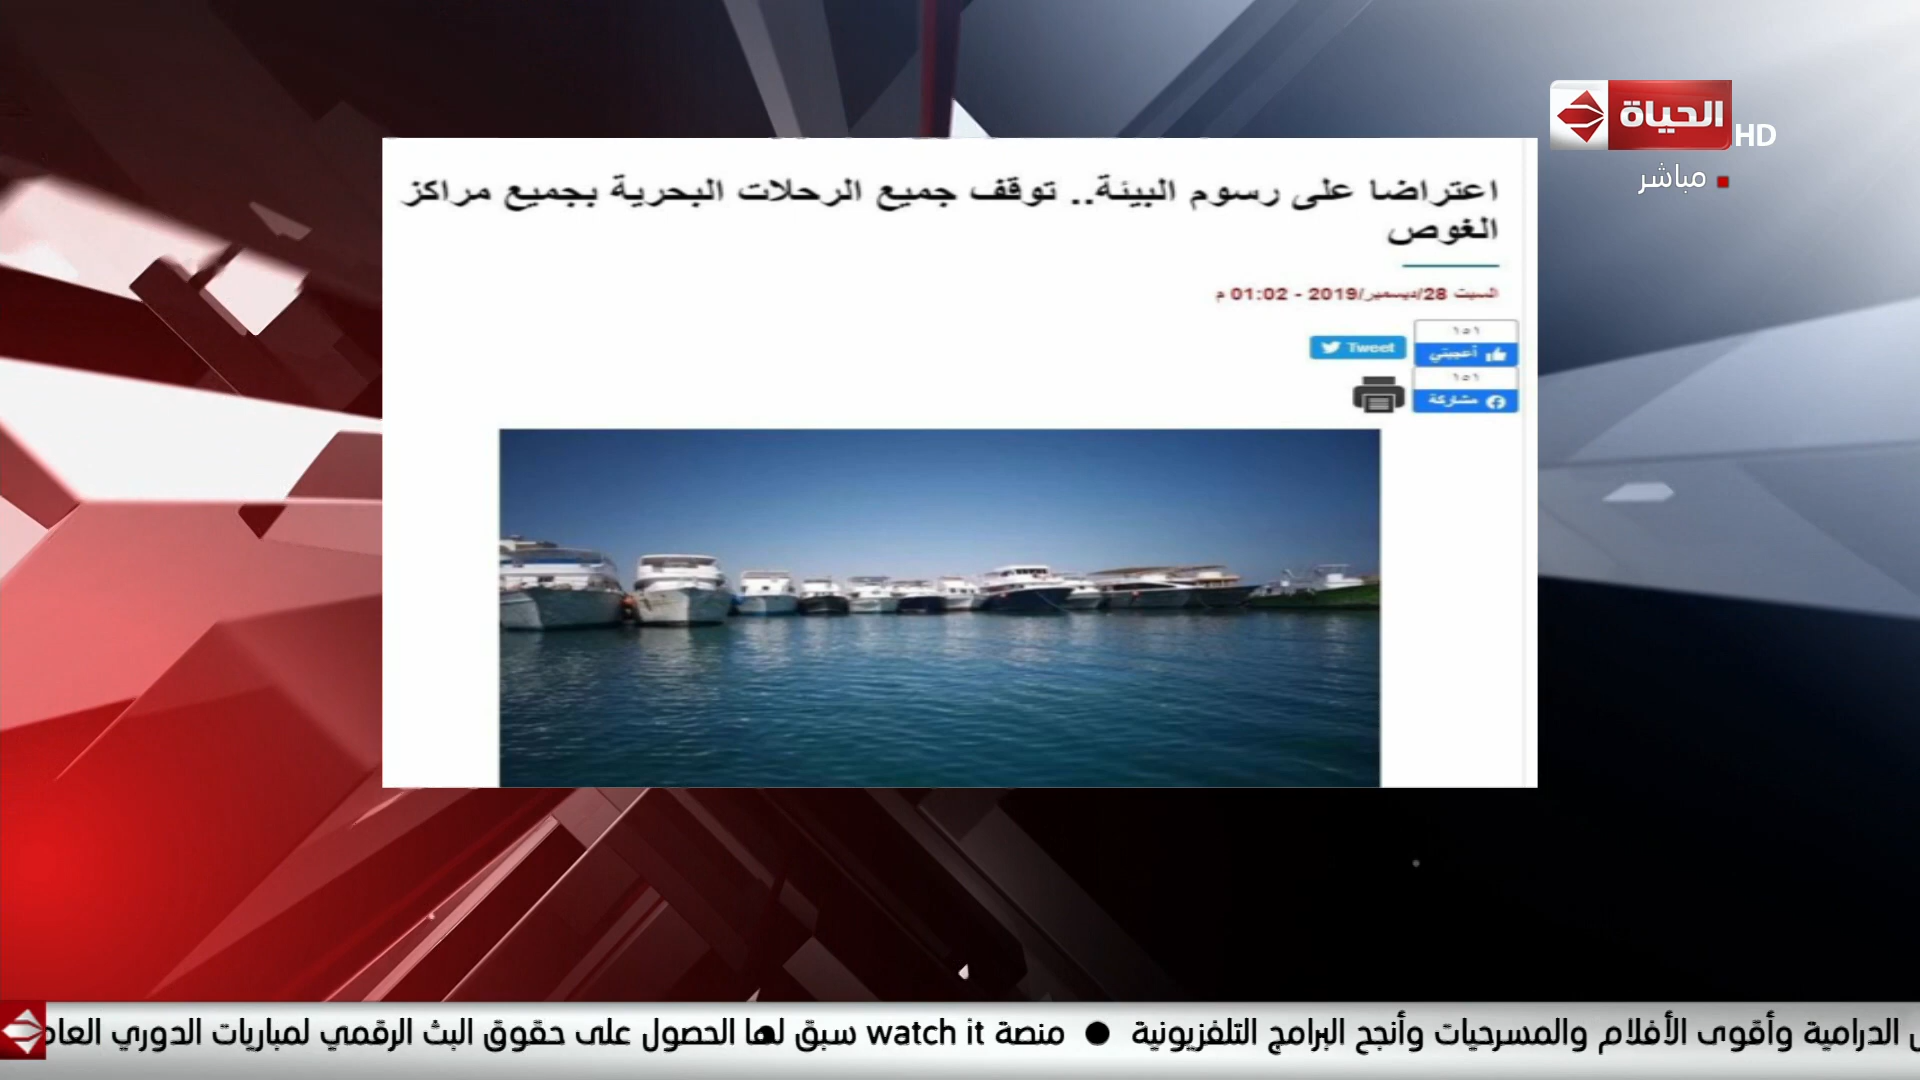 الحياة
HD
مباشر
اعتراضا على رسوم البيئة.. توقف جميع الرحلات البحرية بجميع مراكز
الغوص
السبت 28/ديسمبر/2019 - 01:02 م
١٥١
أعجبني
Tweet
١٥١
مشاركة
الدرامية وأقوى الأفلام والمسرحيات وأنجح البرامج التلفزيونية ● منصة watch it سبق لها الحصول على حقوق البث الرقمي لمباريات الدوري